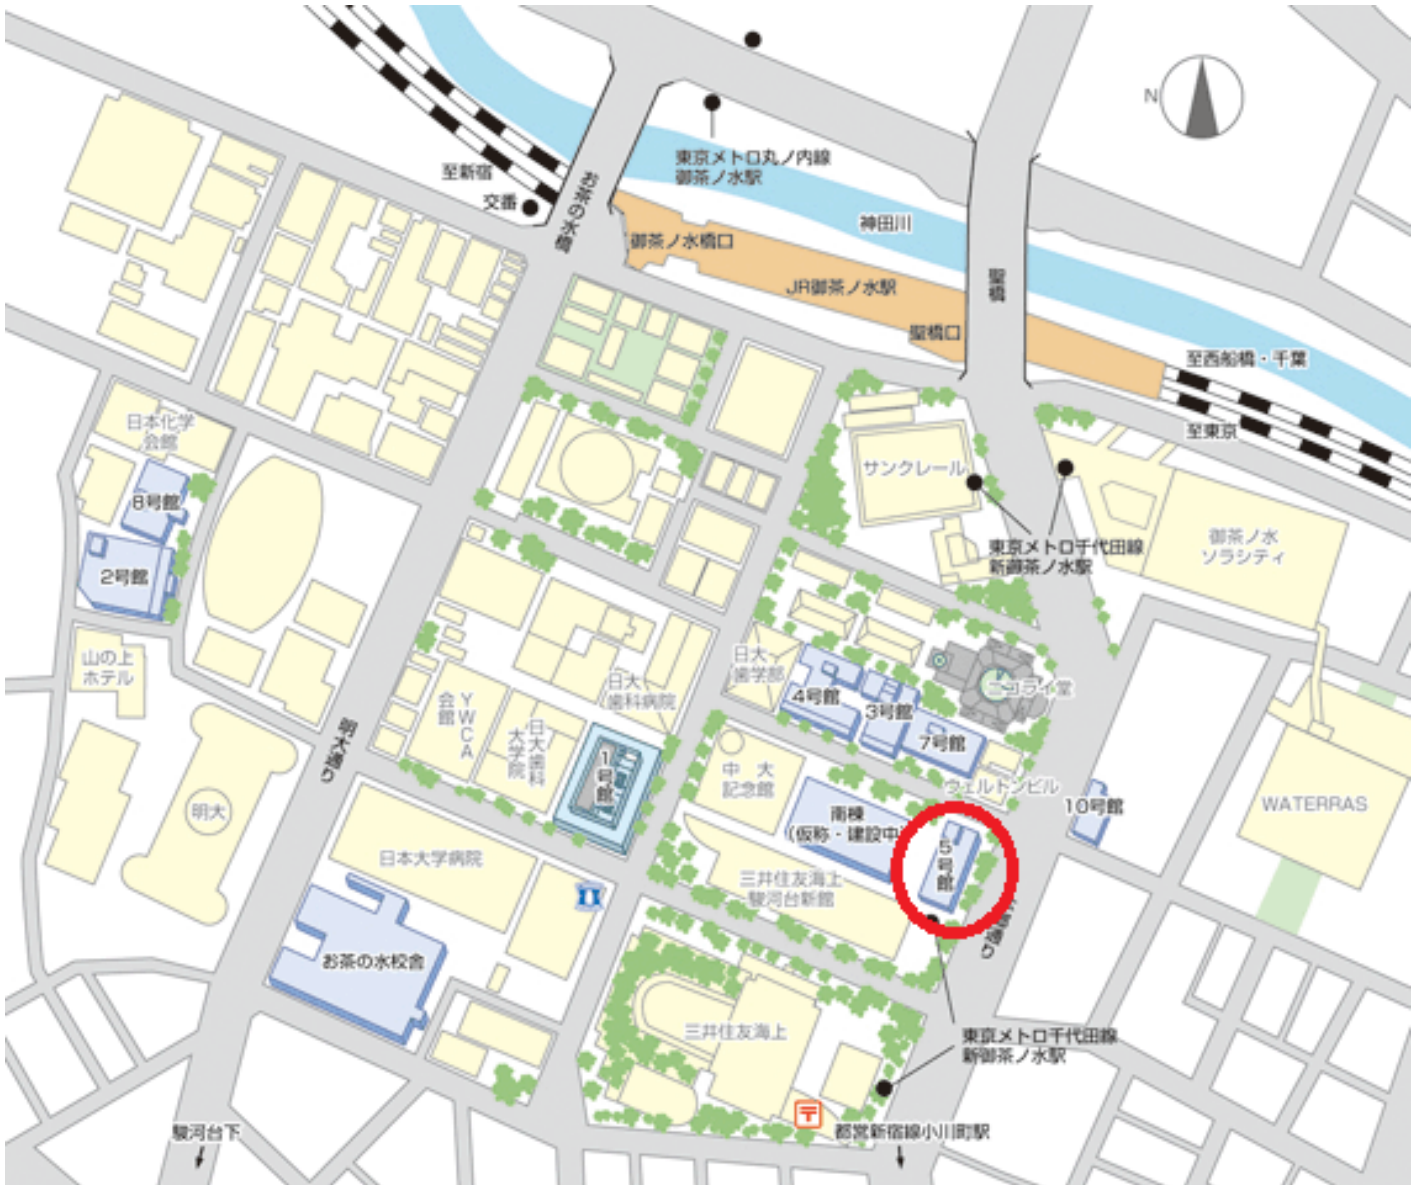 N
東京メトロ丸ノ内線
御茶ノ水駅
至新宿
交番
お茶の水橋
神田川
御茶ノ水橋口
JR御茶ノ水駅
聖橋
聖橋口
至西船橋・千葉
至東京
日本化学
会館
サンクレール
8号館
2号館
東京メトロ千代田線
新御茶ノ水駅
御茶ノ水
ソラシティ
山の上
ホテル
日大
歯学部
日大
歯科病院
4号館
3号館
7号館
ニコライ堂
YWCA
会館
日大歯科
大学院
1号館
明大通り
中大
記念館
ウェルトンビル
10号館
WATERRAS
明大
南棟
(仮称・建設中)
5号館
日本大学病院
三井住友海上
駿河台新館
通り
お茶の水校舎
三井住友海上
東京メトロ千代田線
新御茶ノ水駅
〒
駿河台下
都営新宿線小川町駅